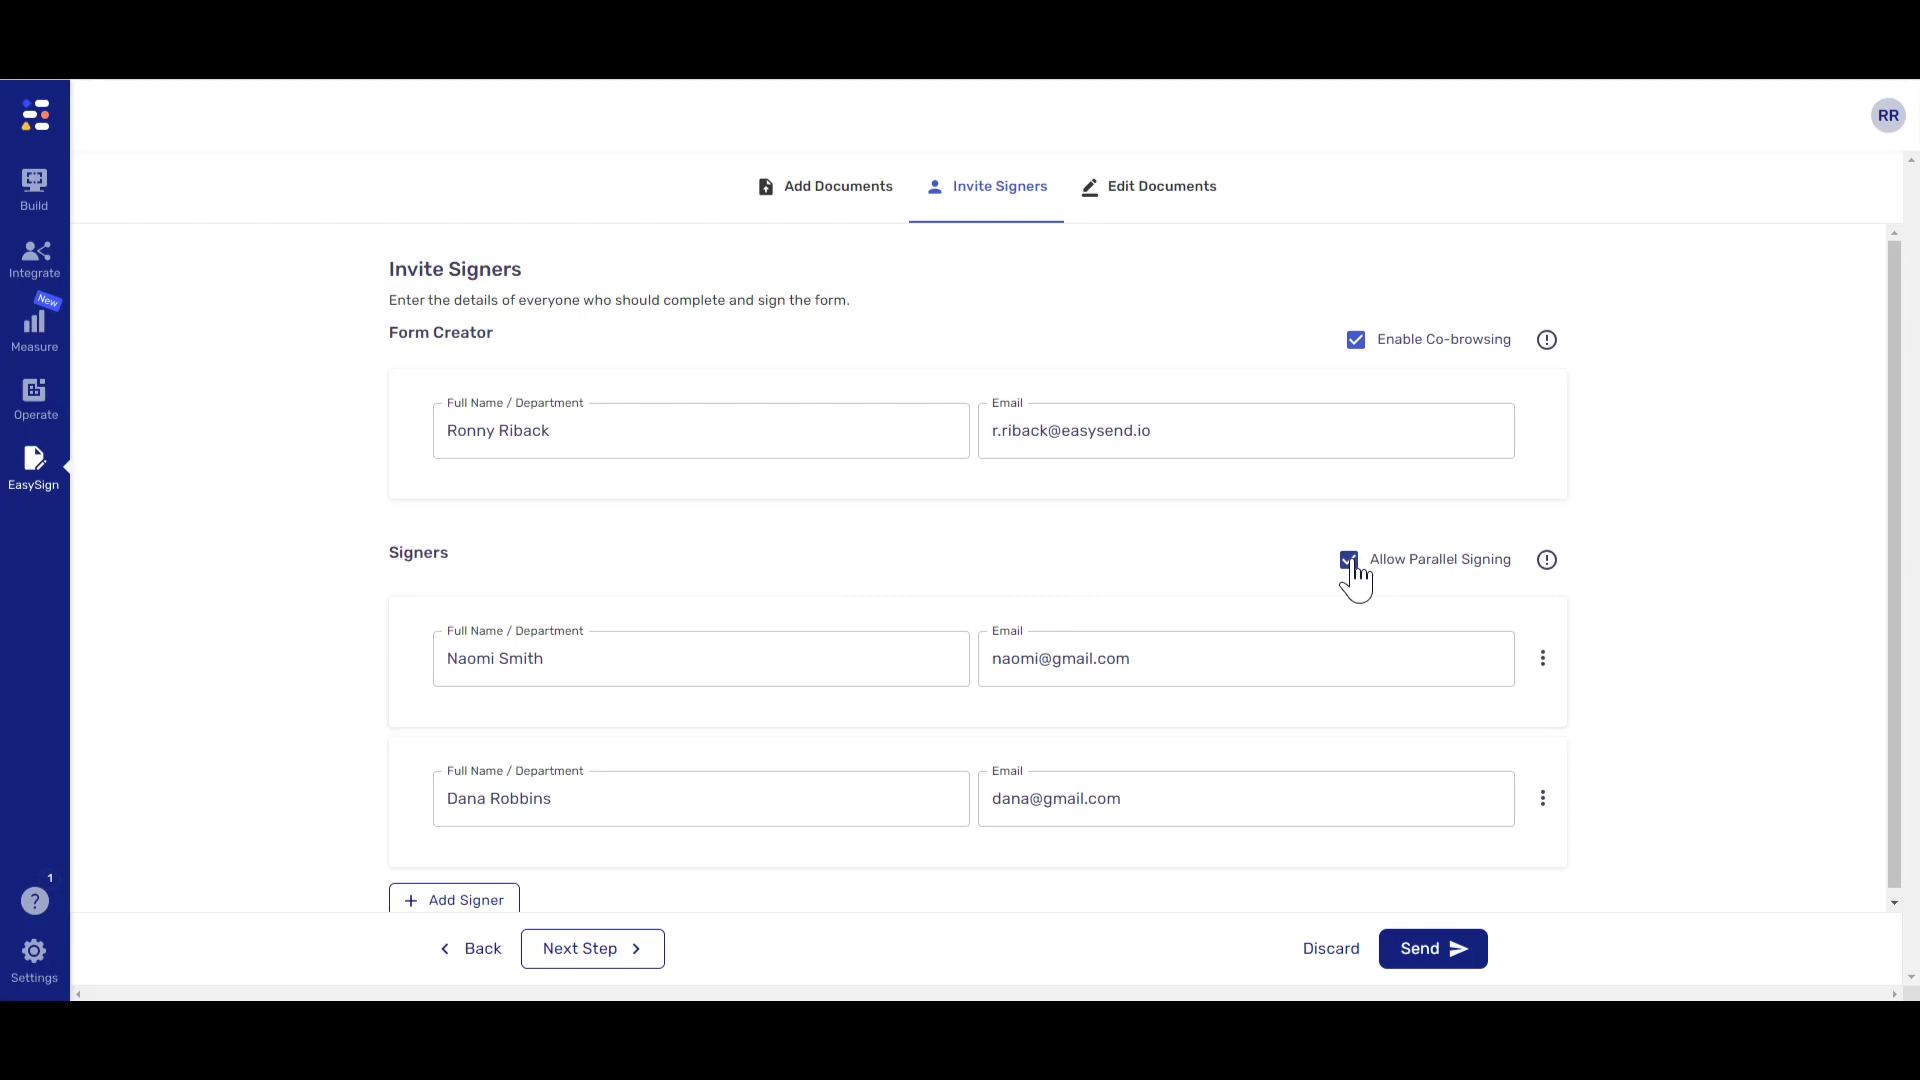 RR
Build
Integrate
New
Measure
Operate
EasySign
1
?
Settings
Add Documents
Invite Signers
Edit Documents
Invite Signers
Enter the details of everyone who should complete and sign the form.
Form Creator
Enable Co-browsing
Full Name / Department
Email
Ronny Riback
r.riback@easysend.io
Signers
Allow Parallel Signing
Full Name / Department
Email
Naomi Smith
naomi@gmail.com
Full Name / Department
Email
Dana Robbins
dana@gmail.com
+ Add Signer
Back
Next Step
Discard
Send